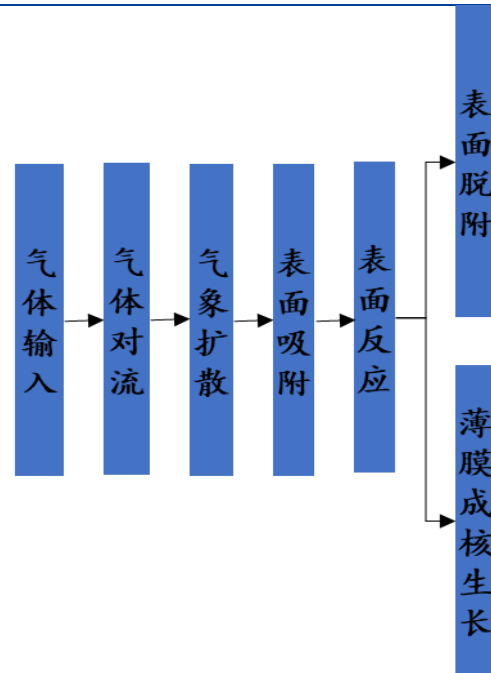 气体输入
气体对流
气象扩散
表面吸附
表面反应
表面脱附
薄膜成核生长